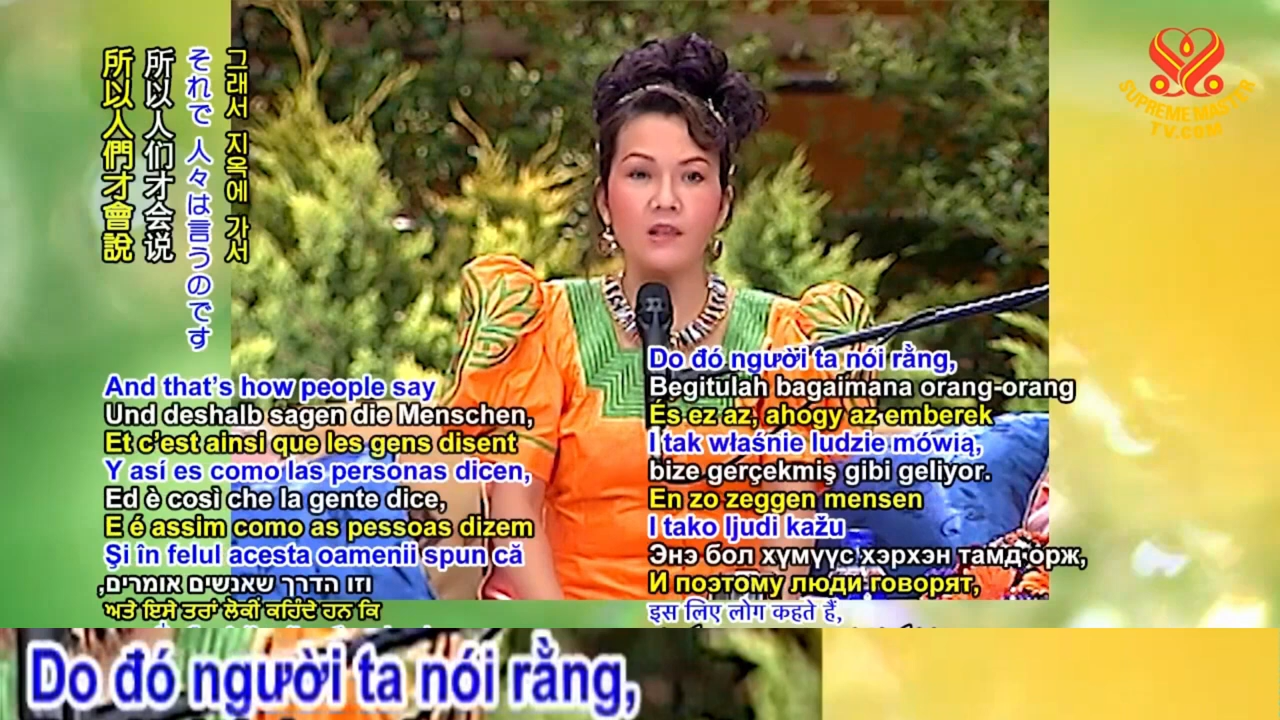 所以人們才會說
所以人们才会说
それで 人々は言うのです
그래서 지옥에 가서
SUPREME MASTER
TV.COM
And that's how people say
Und deshalb sagen die Menschen,
Et c'est ainsi que les gens disent
Y así es como las personas dicen,
Ed è così che la gente dice,
E é assim como as pessoas dizem
Şi în felul acesta oamenii spun că
וזו הדרך שאנשים אומרים,
ਅਤੇ ਇਸੇ ਤਰਾਂ ਲੋਕੀਂ ਕਹਿੰਦੇ ਹਨ ਕਿ
Do đó người ta nói rằng,
Begitulah bagaimana orang-orang
És ez az, ahogy az emberek
I tak właśnie ludzie mówią,
bize gerçekmiş gibi geliyor.
En zo zeggen mensen
I tako ljudi kažu
Энэ бол хүмүүс хэрхэн тамд орж,
И поэтому люди говорят,
इस लिए लोग कहते हैं,
Do đó người ta nói rằng,